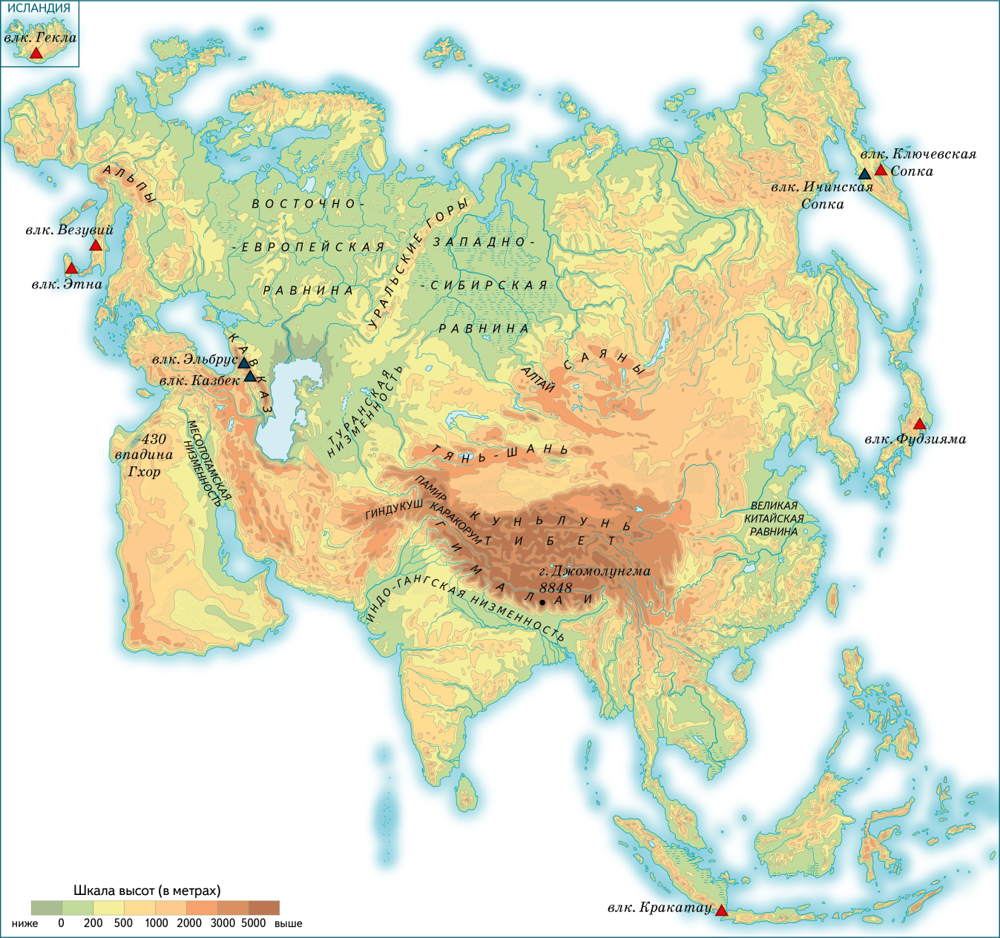 ИСЛАНДИЯ
влк. Гекла
АЛЬПЫ
влк. Везувий
влк. Этна
ВОСТОЧНО-
-ЕВРОПЕЙСКАЯ
РАВНИНА
УРАЛЬСКИЕ ГОРЫ
ЗАПАДНО-
-СИБИРСКАЯ
РАВНИНА
влк. Ключевская
Сопка
влк. Ичинская
Сопка
КАВКАЗ
влк. Эльбрус
влк. Казбек
ТУРАНСКАЯ
НИЗМЕННОСТЬ
АЛТАЙ
САЯНЫ
-430
впадина
Гхор
МЕСОПОТАМСКАЯ
НИЗМЕННОСТЬ
ТЯНЬ-ШАНЬ
влк. Фудзияма
ПАМИР
ГИНДУКУШ
КАРАКОРУМ
КУНЬЛУНЬ
ТИБЕТ
ГИМАЛАИ
г. Джомолунгма
8848
ВЕЛИКАЯ
КИТАЙСКАЯ
РАВНИНА
ИНДО-ГАНГСКАЯ НИЗМЕННОСТЬ
влк. Кракатау
Шкала высот (в метрах)
ниже 0 200 500 1000 2000 3000 5000 выше